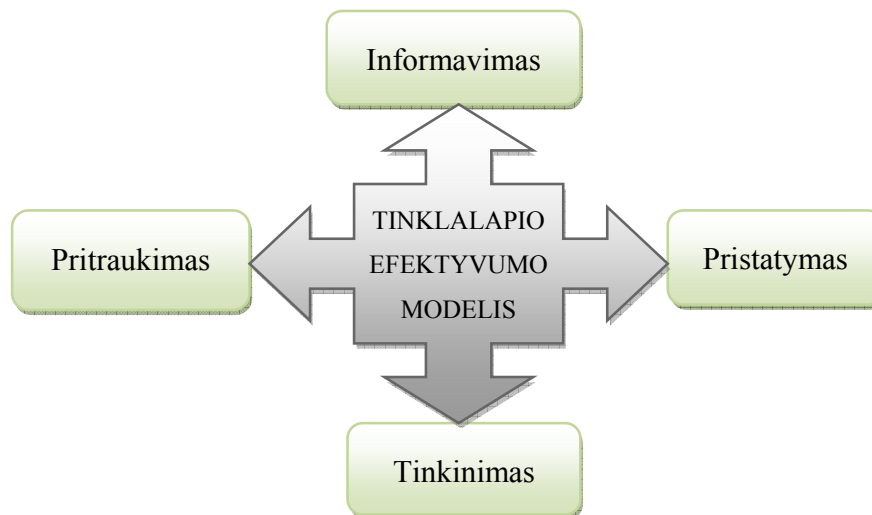 Informavimas
Pritraukimas
TINKLALAPIO
EFEKTYVUMO
MODELIS
Pristatymas
Tinkinimas